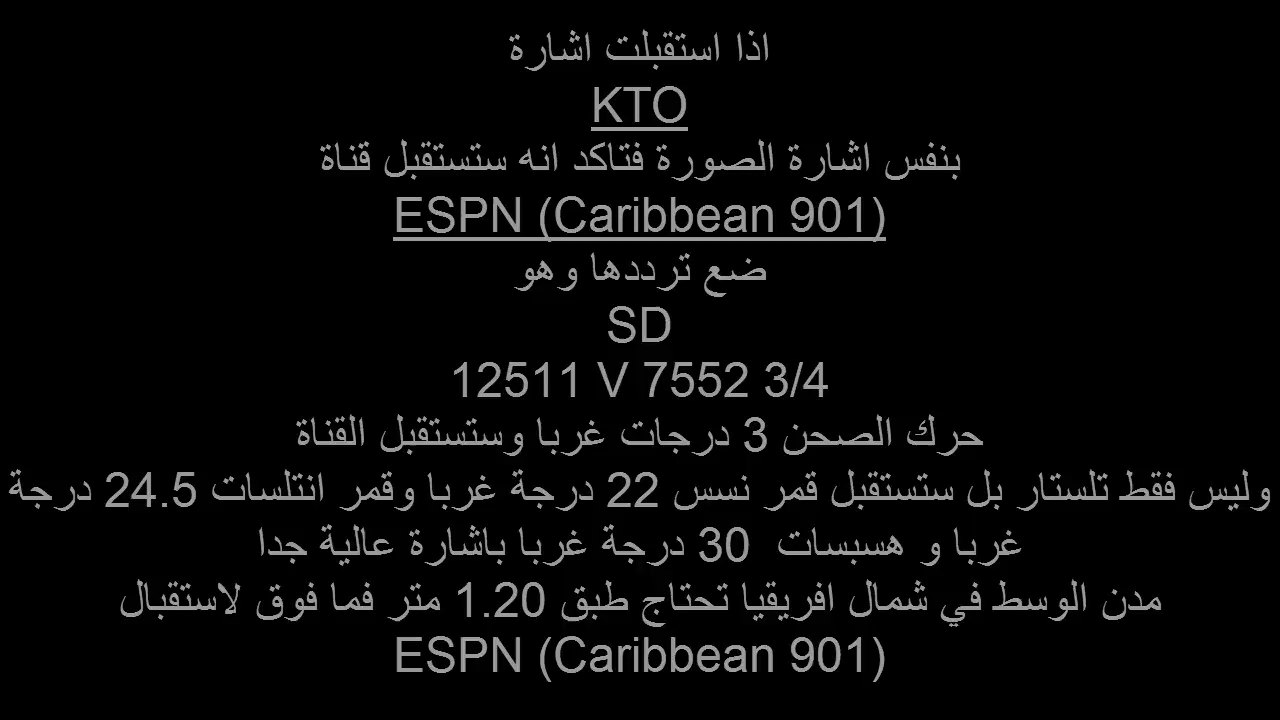 اذا استقبلت اشارة
KTO
بنفس اشارة الصورة فتاكد انه ستستقبل قناة
ESPN (Caribbean 901)
ضع ترددها وهو
SD
12511 V 7552 3/4
حرك الصحن 3 درجات غربا وستستقبل القناة
وليس فقط تلستار بل ستستقبل قمر نسس 22 درجة غربا وقمر انتلسات 24.5 درجة
غربا و هسبسات 30 درجة غربا باشارة عالية جدا
مدن الوسط في شمال افريقيا تحتاج طبق 1.20 متر فما فوق لاستقبال
ESPN (Caribbean 901)